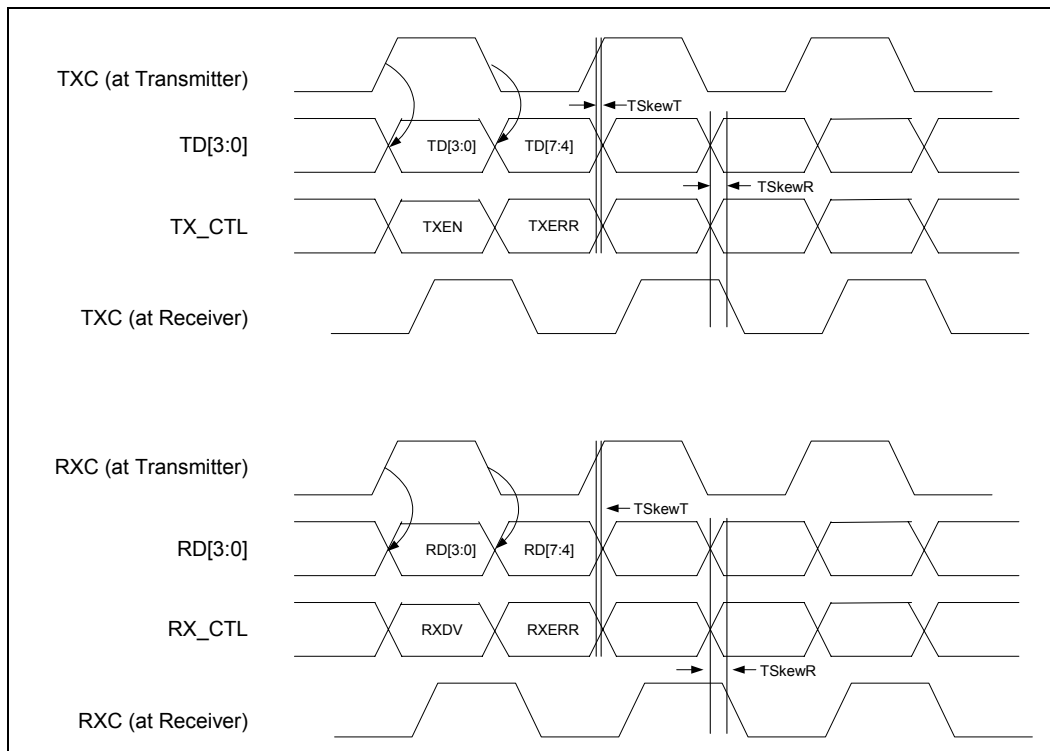 TXC (at Transmitter)
TSkewT
TD[3:0]
TD[3:0]
TD[7:4]
TSkewR
TX_CTL
TXEN
TXERR
TXC (at Receiver)
RXC (at Transmitter)
TSkewT
RD[3:0]
RD[3:0]
RD[7:4]
RX_CTL
RXDV
RXERR
TSkewR
RXC (at Receiver)